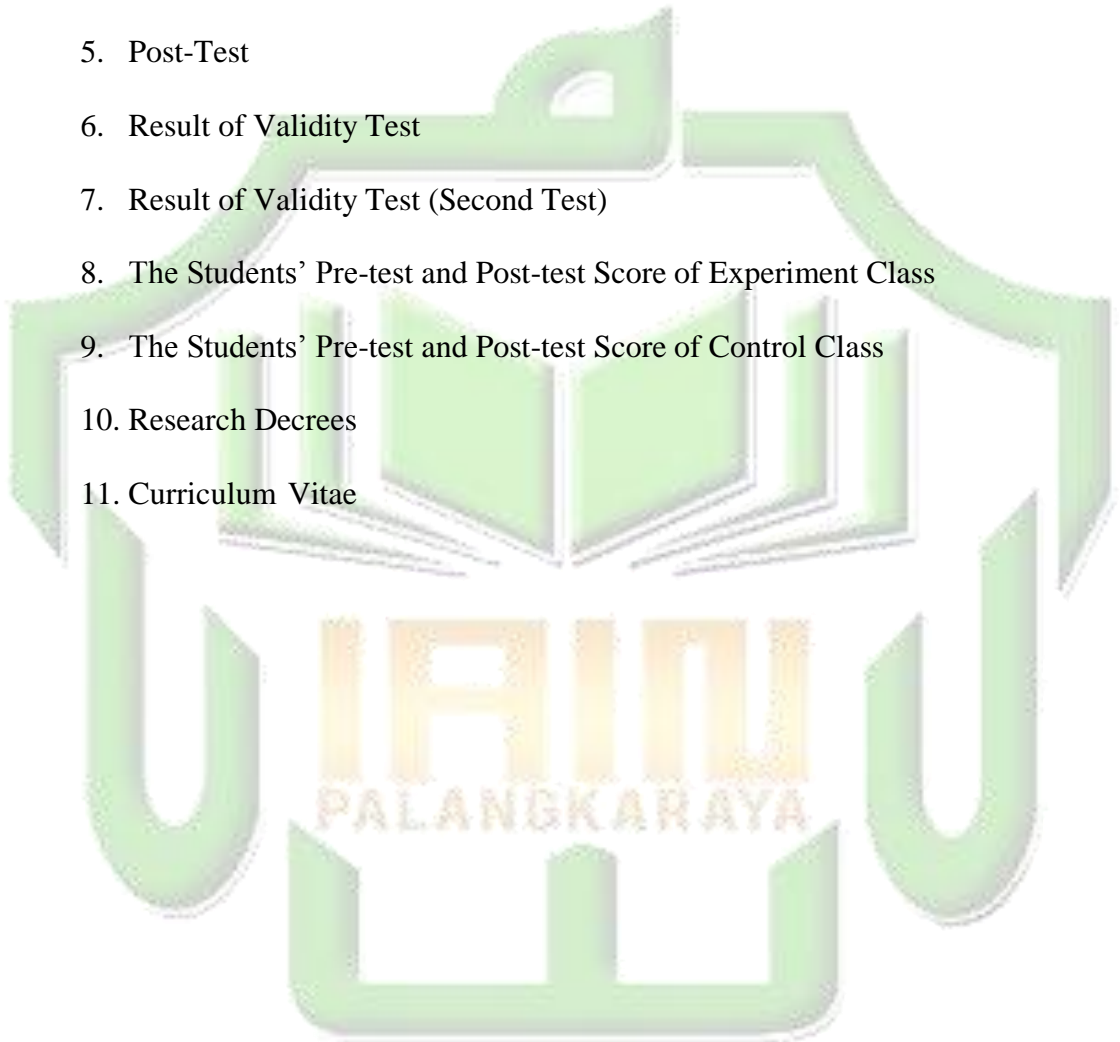 5. Post-Test
6. Result of Validity Test
7. Result of Validity Test (Second Test)
8. The Students’ Pre-test and Post-test Score of Experiment Class
9. The Students’ Pre-test and Post-test Score of Control Class
10. Research Decrees
11. Curriculum Vitae
IAIN
PALANGKARAYA